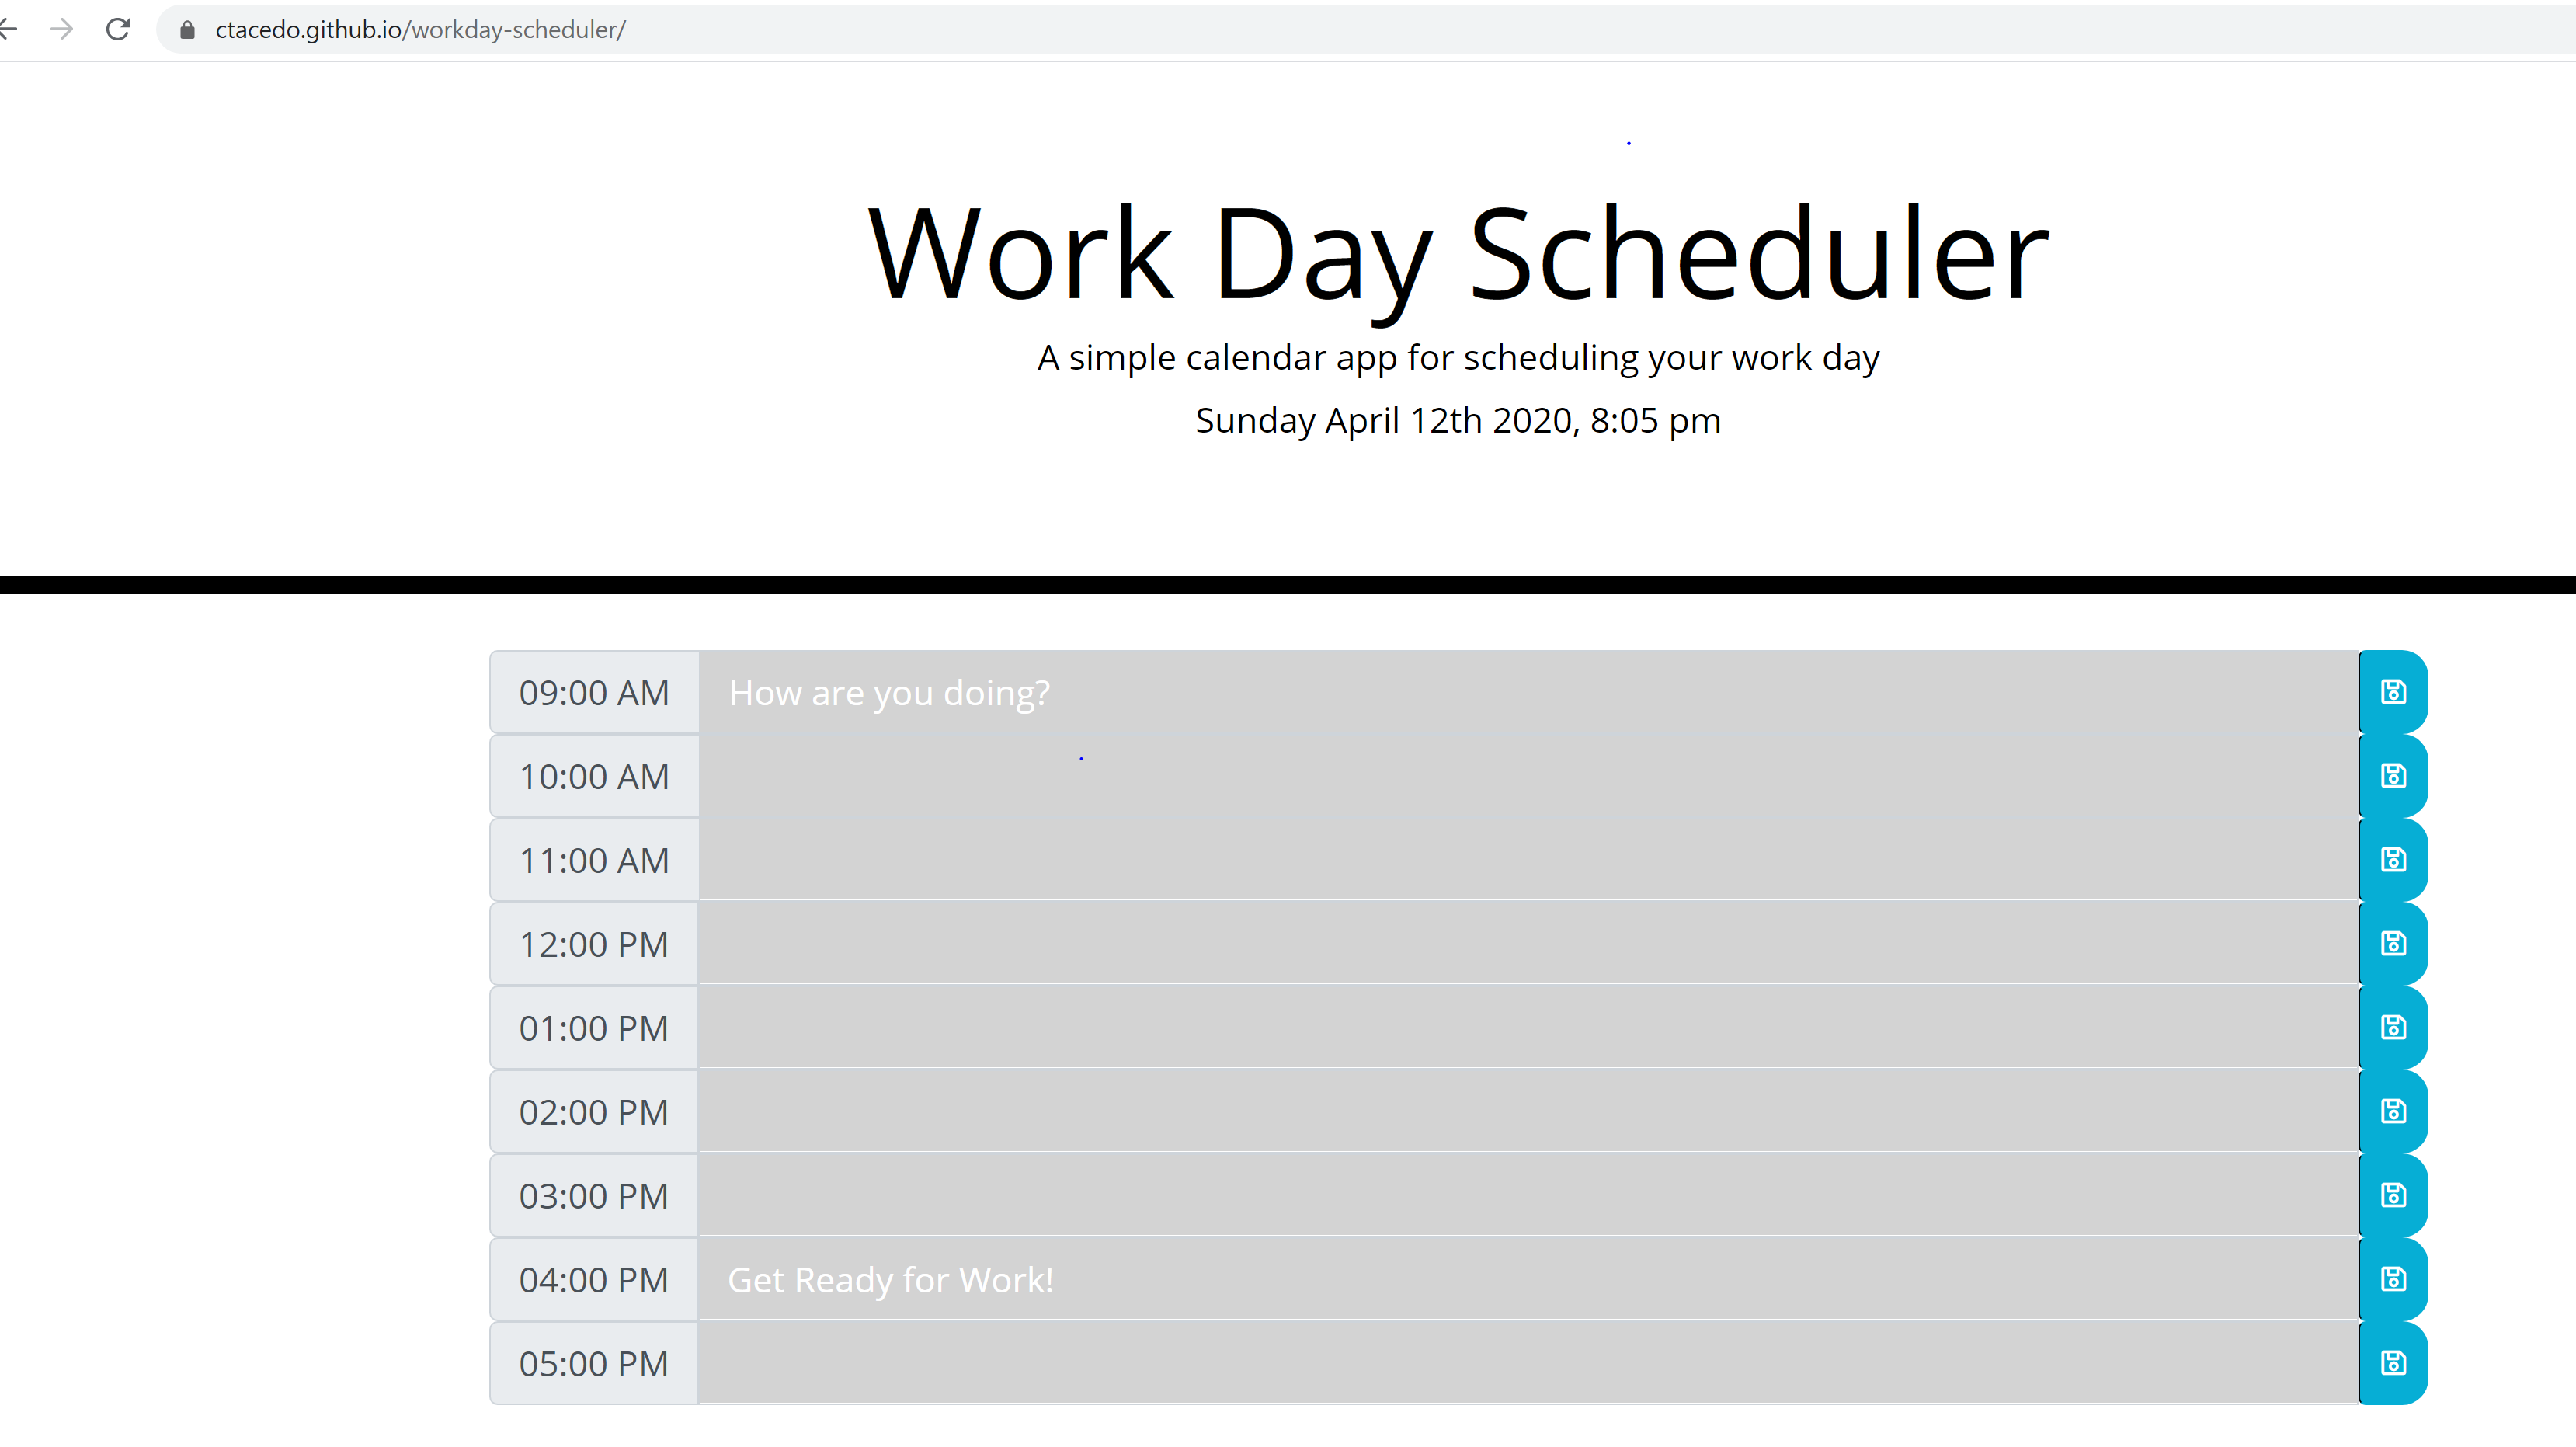 ctacedo.github.io/workday-scheduler/
Work Day Scheduler
A simple calendar app for scheduling your work day
Sunday April 12th 2020, 8:05 pm
09:00 AM How are you doing?
10:00 AM
11:00 AM
12:00 PM
01:00 PM
02:00 PM
03:00 PM
04:00 PM Get Ready for Work!
05:00 PM